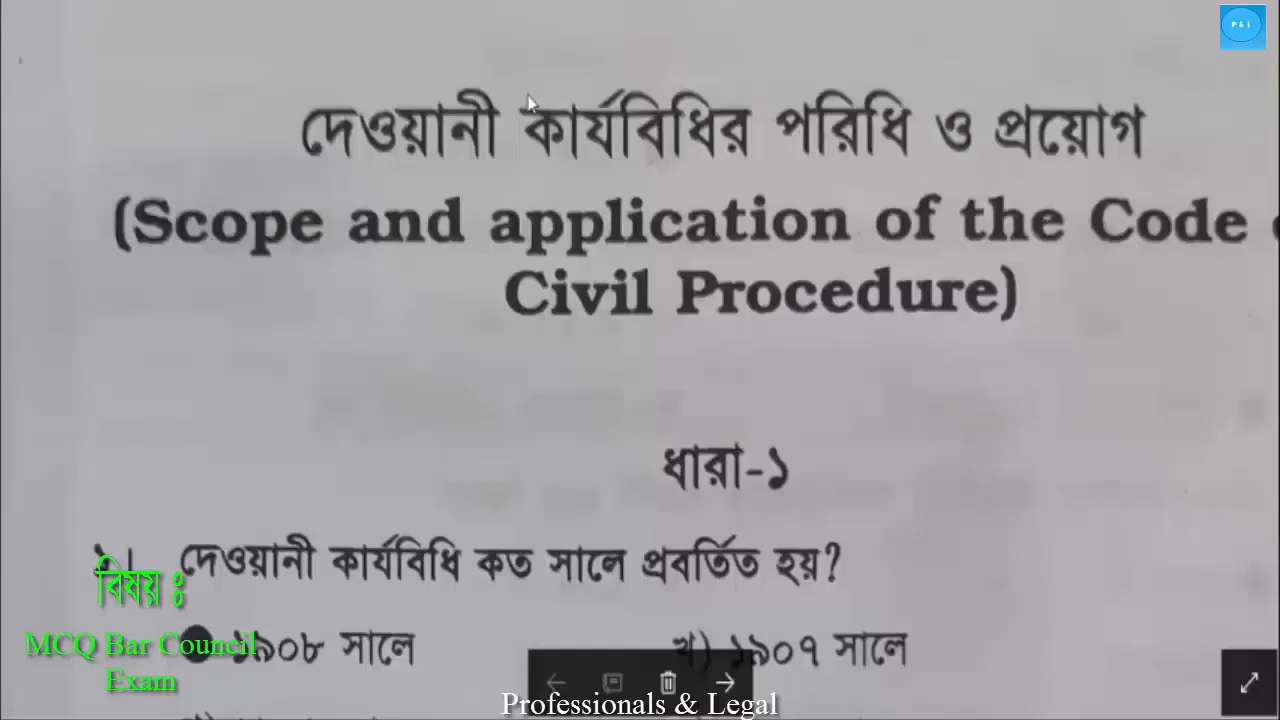 P & L
দেওয়ানী কার্যবিধির পরিধি ও প্রয়োগ
(Scope and application of the Code
Civil Procedure)
ধারা-১
১। দেওয়ানী কার্যবিধি কত সালে প্রবর্তিত হয়?
বিষয় ঃ
১৯০৮ সালে খ) ১৯০৭ সালে
MCQ Bar Council
Exam
Professionals & Legal